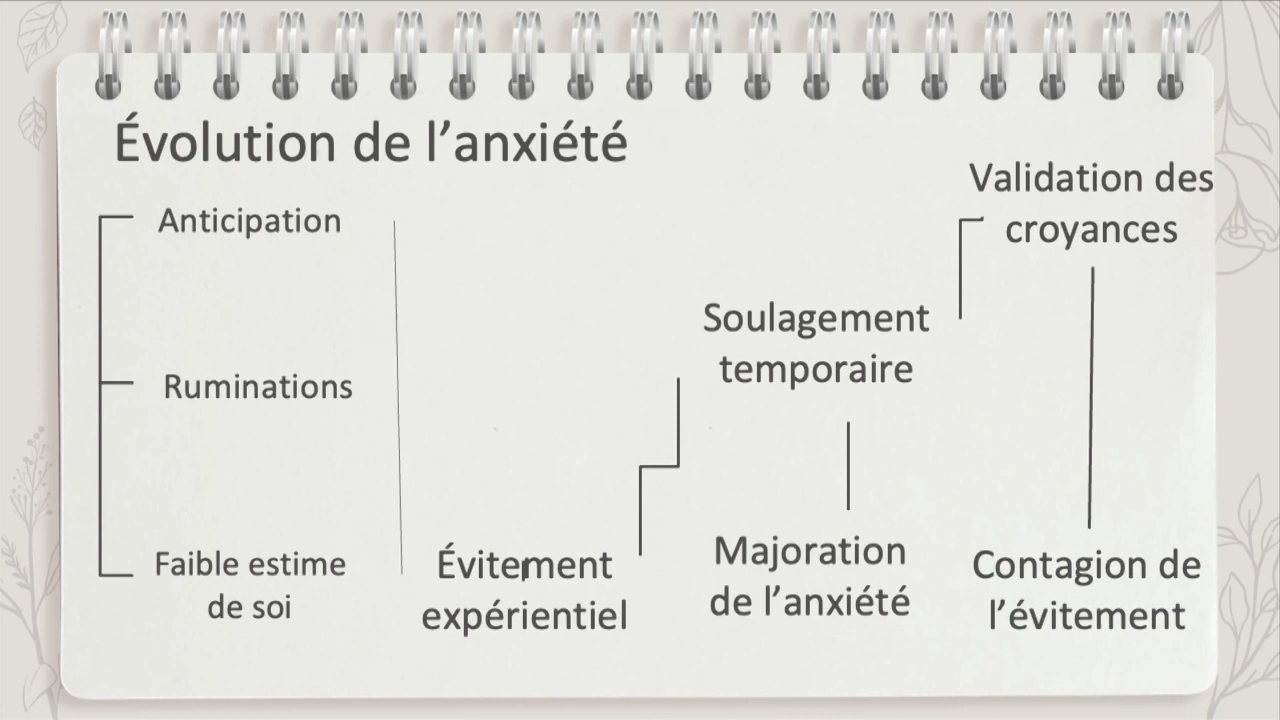 Évolution de l’anxiété
Anticipation
Ruminations
Faible estime
de soi
Évitement
expérientiel
Soulagement
temporaire
Majoration
de l’anxiété
Validation des
croyances
Contagion de
l’évitement